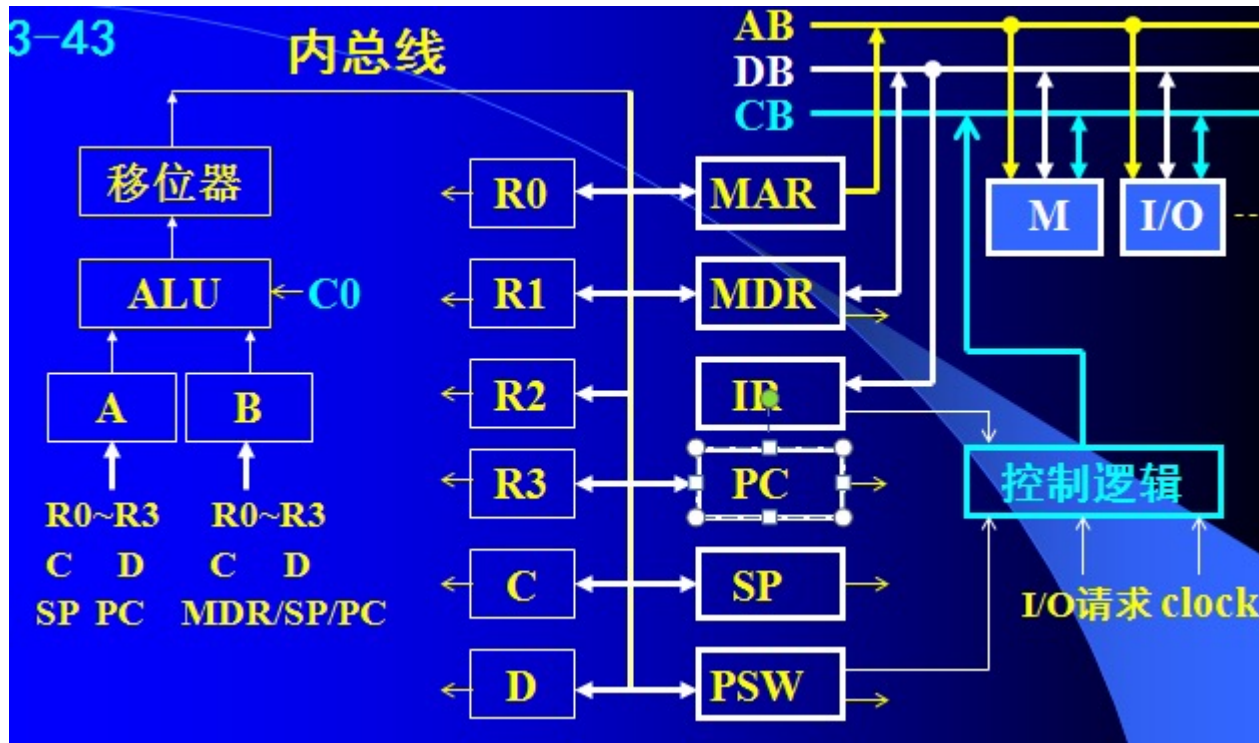 3-43
内总线
AB
DB
CB
移位器
R0
MAR
M
I/O
ALU
C0
R1
MDR
A
B
R2
IR
R3
PC
控制逻辑
R0~R3
R0~R3
C D
C D
C
SP
SP PC
MDR/SP/PC
I/O请求 clock
D
PSW